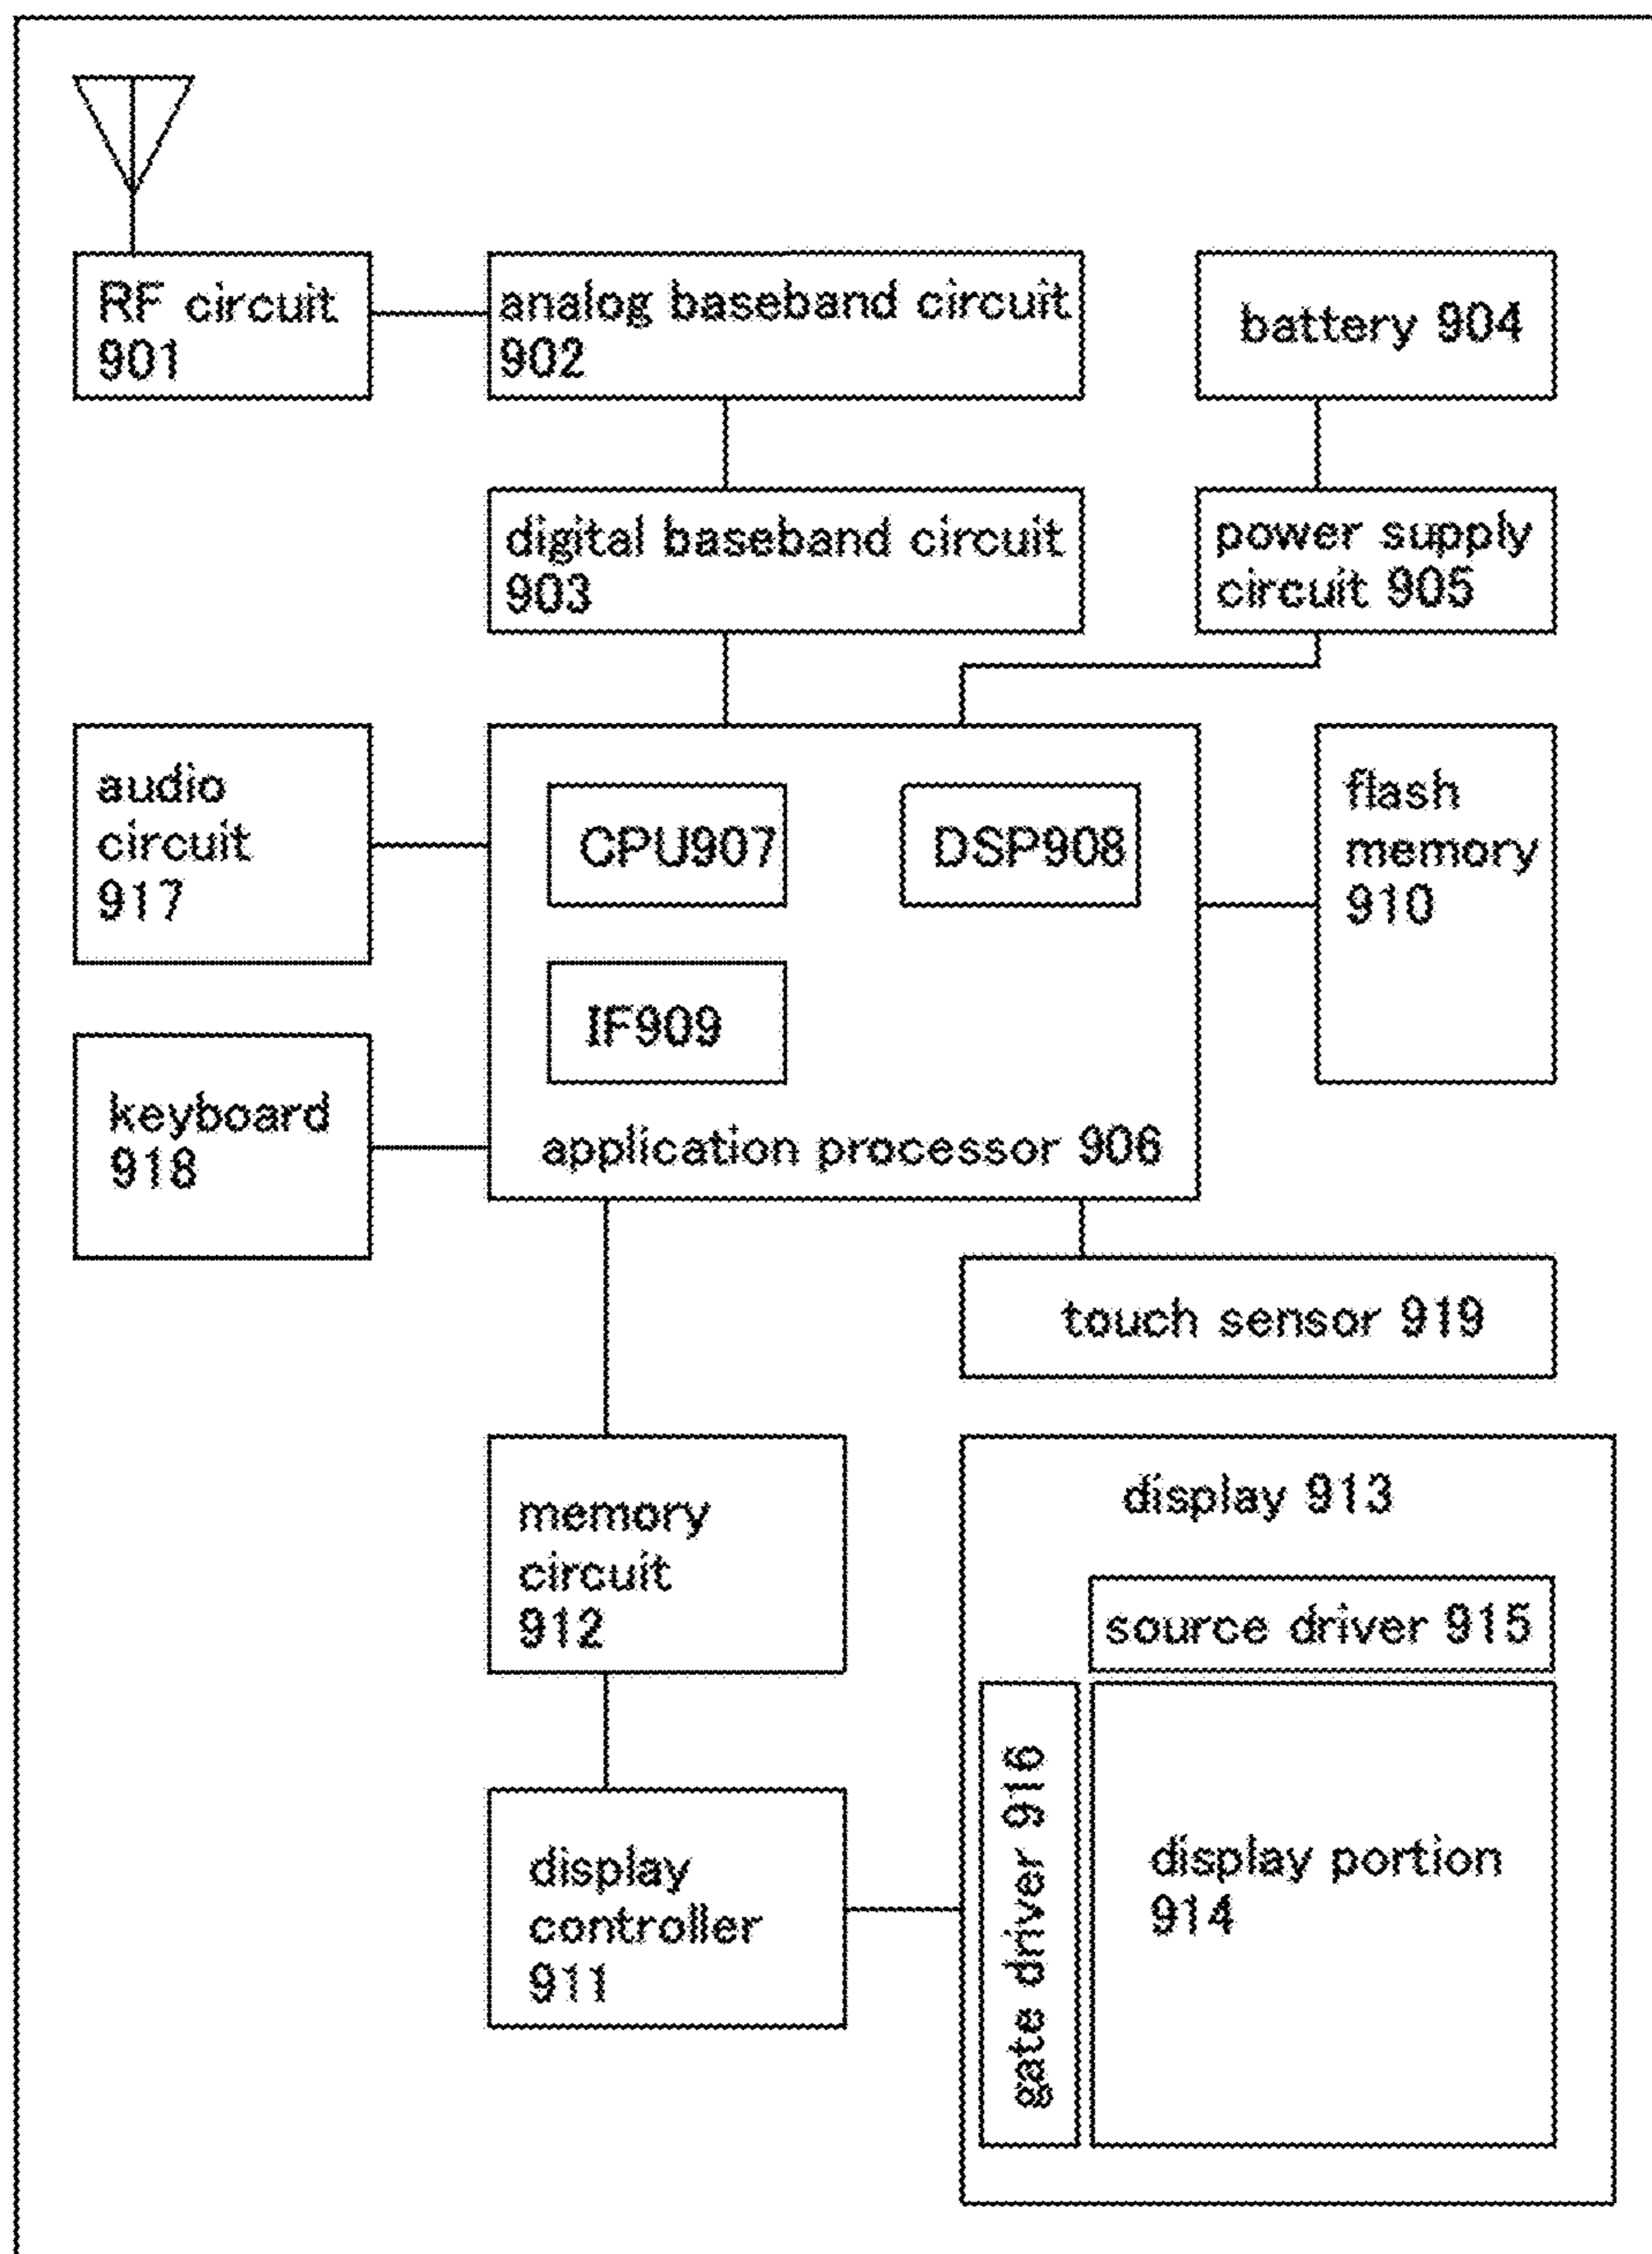 RF circuit
901
analog baseband circuit
902
battery 904
digital baseband circuit
903
power supply
circuit 905
audio
circuit
917
CPU907
DSP908
flash
memory
910
IF909
keyboard
918
application processor 906
touch sensor 919
memory
circuit
912
display 913
source driver 915
gate driver 916
display portion
914
display
controller
911